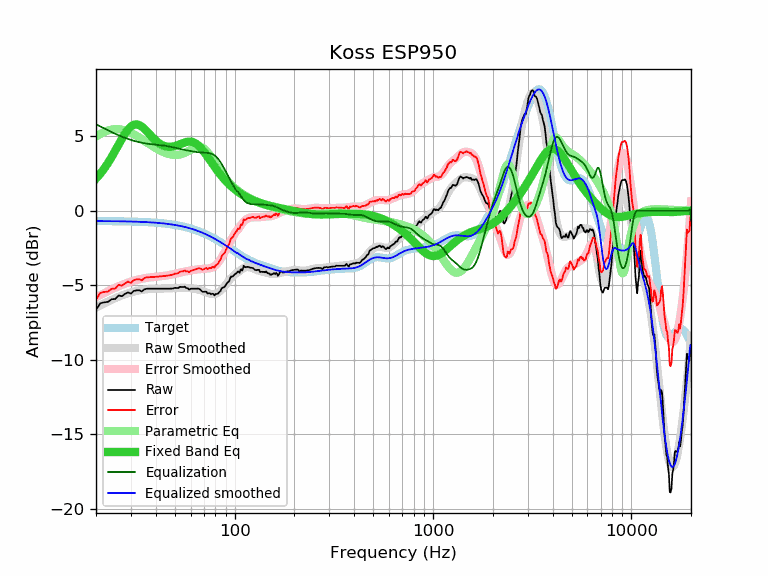 Koss ESP950
Amplitude (dBr)
5
0
−5
−10
−15
−20
Target
Raw Smoothed
Error Smoothed
Raw
Error
Parametric Eq
Fixed Band Eq
Equalization
Equalized smoothed
100
1000
10000
Frequency (Hz)